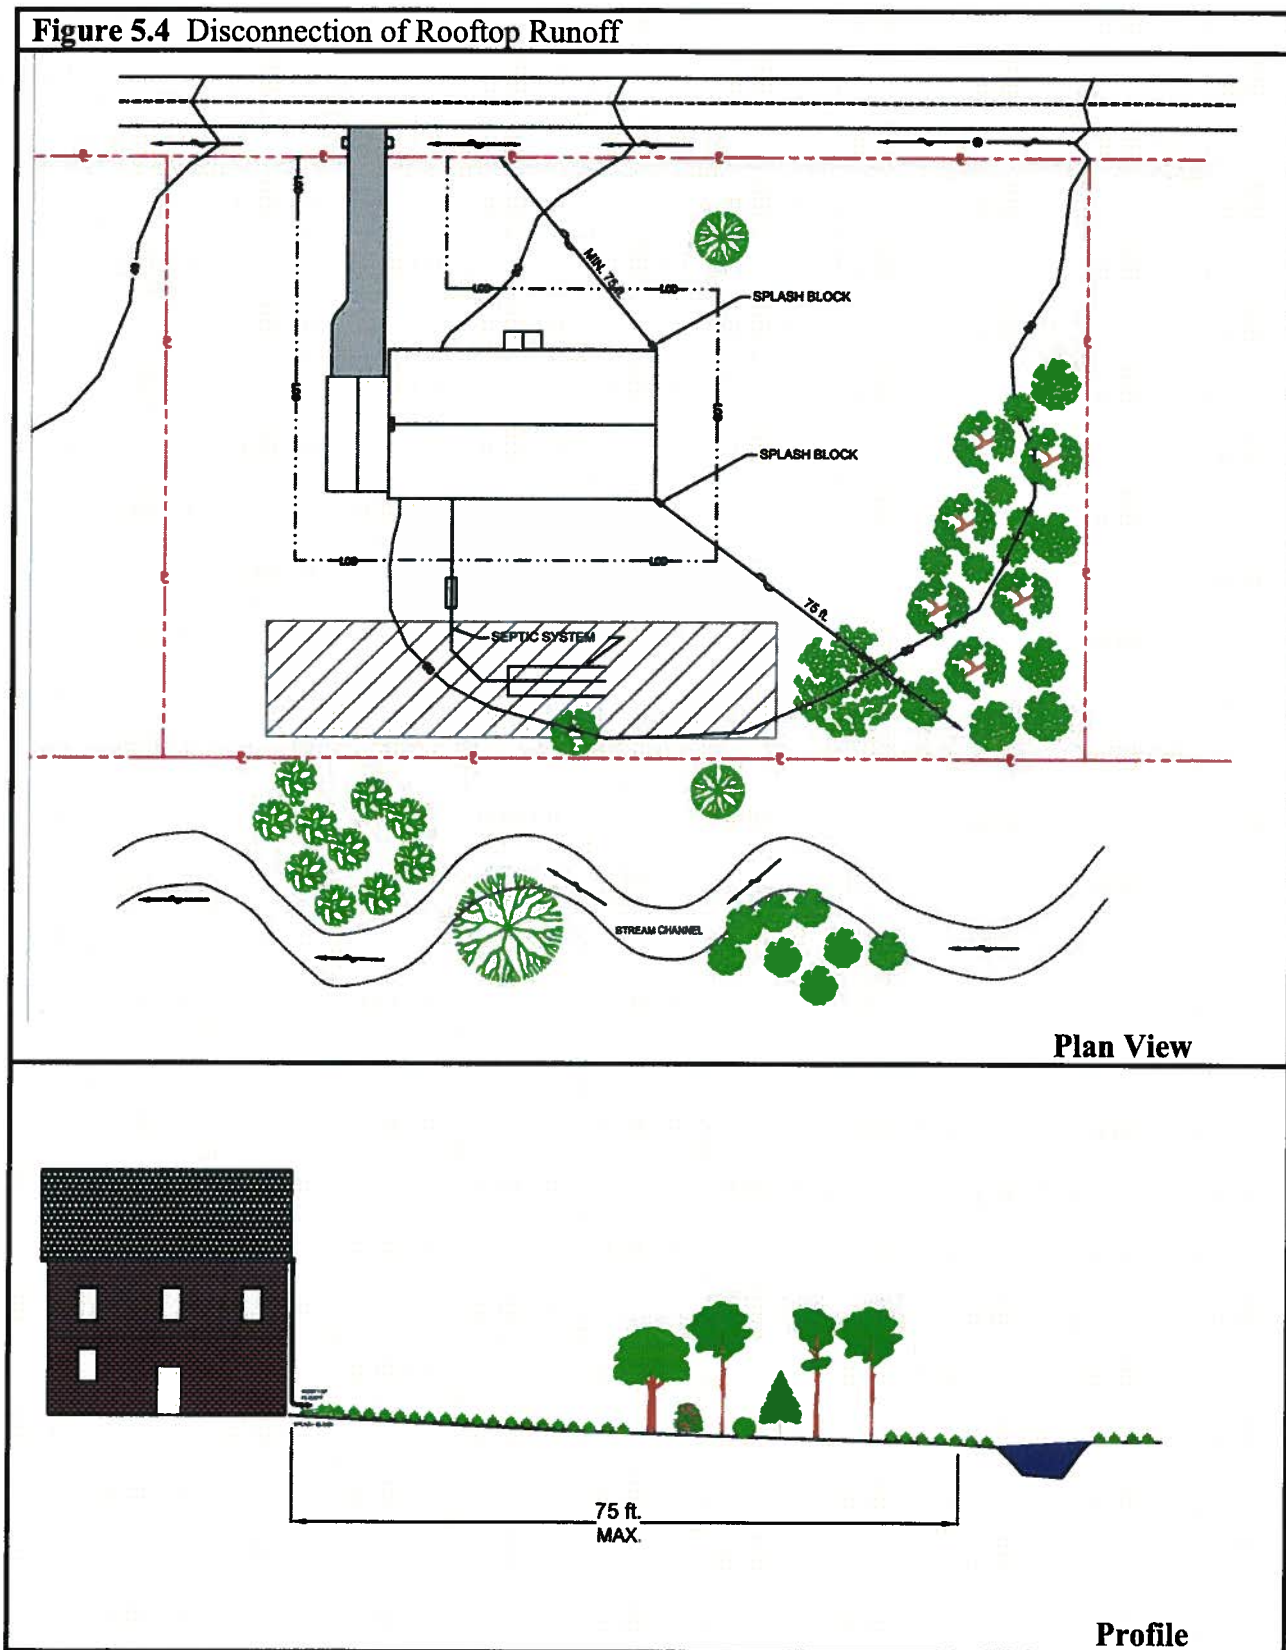 Figure 5.4 Disconnection of Rooftop Runoff
MIN. 75 ft.
LOD
LOD
SPLASH BLOCK
LOD
LOD
LOD
SPLASH BLOCK
LOD
LOD
75 ft.
SEPTIC SYSTEM
STREAM CHANNEL
Plan View
75 ft.
MAX.
Profile